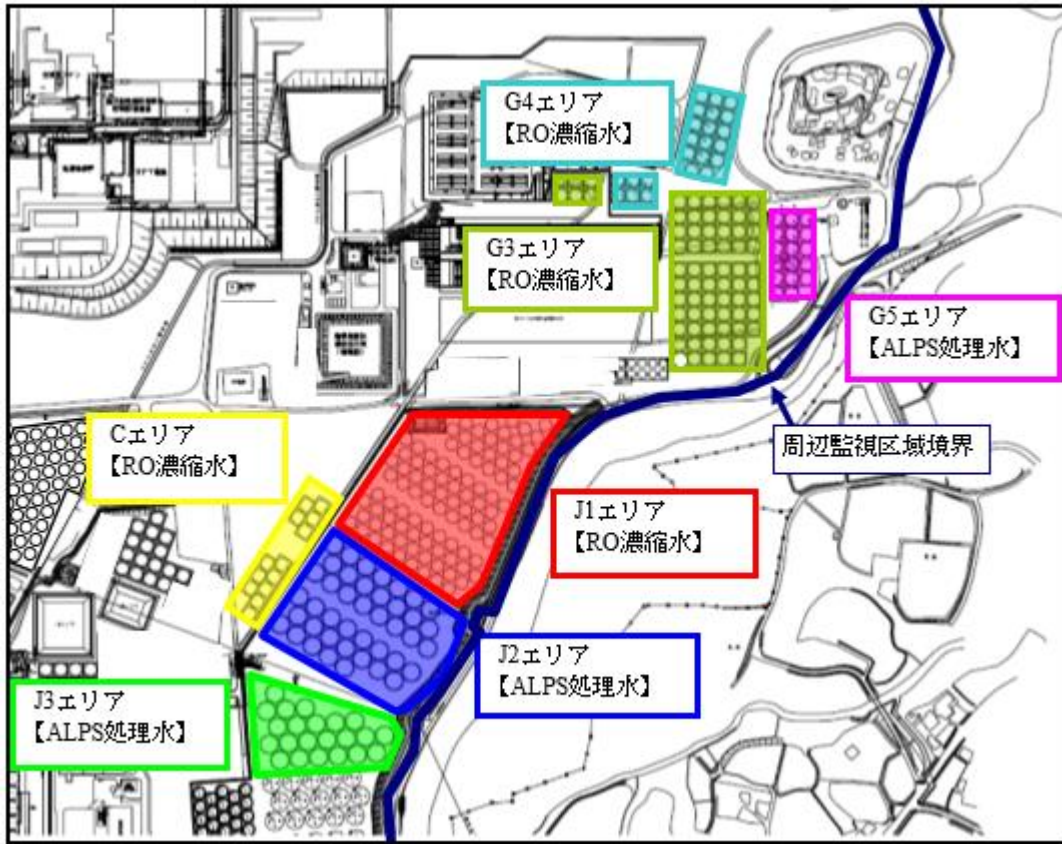 G4エリア
【RO濃縮水】
G3エリア
【RO濃縮水】
G5エリア
【ALPS処理水】
Cエリア
【RO濃縮水】
周辺監視区域境界
J1エリア
【RO濃縮水】
J2エリア
【ALPS処理水】
J3エリア
【ALPS処理水】